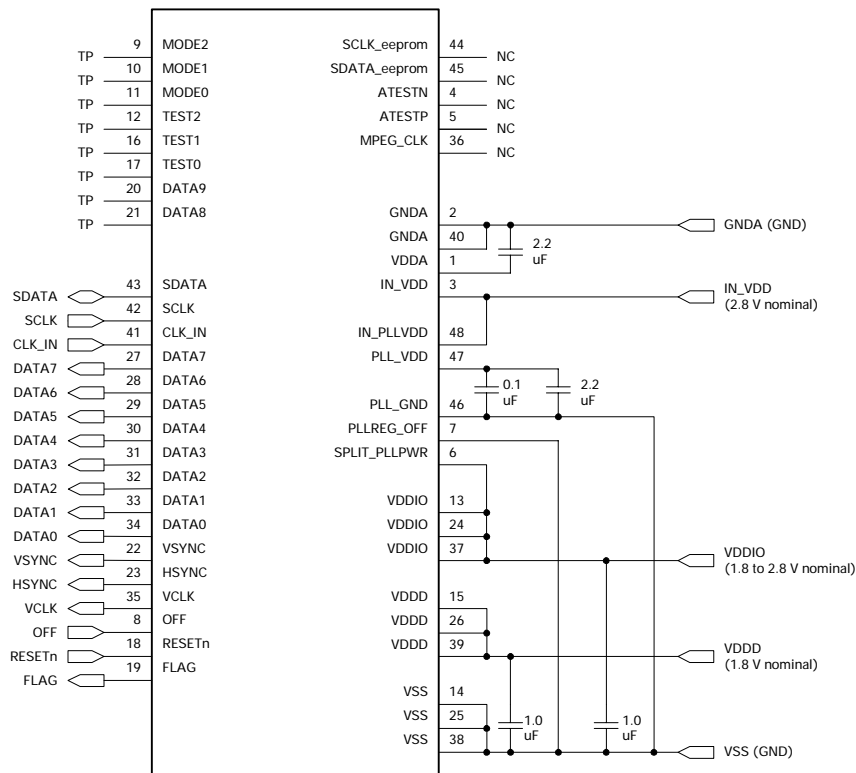 9 MODE2 SCLK_eeprom 44
TP NC
10 MODE1 SDATA_eeprom 45
TP NC
11 MODE0 ATESTN 4
TP NC
12 TEST2 ATESTP 5
TP NC
16 TEST1 MPEG_CLK 36
TP NC
17 TEST0
TP
20 DATA9
TP
21 DATA8 GNDA 2
TP GNDA (GND)
GNDA 40
2.2
uF
VDDA 1
43 SDATA IN_VDD 3 IN_VDD
SDATA (2.8 V nominal)
42 SCLK
SCLK
41 CLK_IN IN_PLLVDD 48
CLK_IN
27 DATA7 PLL_VDD 47
DATA7
28 DATA6 0.1 2.2
DATA6 uF uF
29 DATA5 PLL_GND 46
DATA5
30 DATA4 PLLREG_OFF 7
DATA4
31 DATA3 SPLIT_PLLPWR 6
DATA3
32 DATA2
DATA2
33 DATA1 VDDIO 13
DATA1
34 DATA0 VDDIO 24
DATA0
22 VSYNC VDDIO 37 VDDIO
VSYNC (1.8 to 2.8 V nominal)
23 HSYNC
HSYNC
35 VCLK VDDD 15
VCLK
8 OFF VDDD 26
OFF
18 RESETn VDDD 39 VDDD
RESETn (1.8 V nominal)
19 FLAG
FLAG
VSS 14
VSS 25 1.0 1.0
uF uF
VSS 38
VSS (GND)